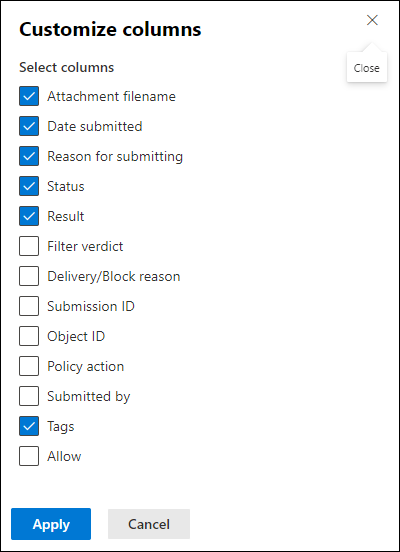 Customize columns
Close
Select columns
Attachment filename
Date submitted
Reason for submitting
Status
Result
Filter verdict
Delivery/Block reason
Submission ID
Object ID
Policy action
Submitted by
Tags
Allow
Apply
Cancel